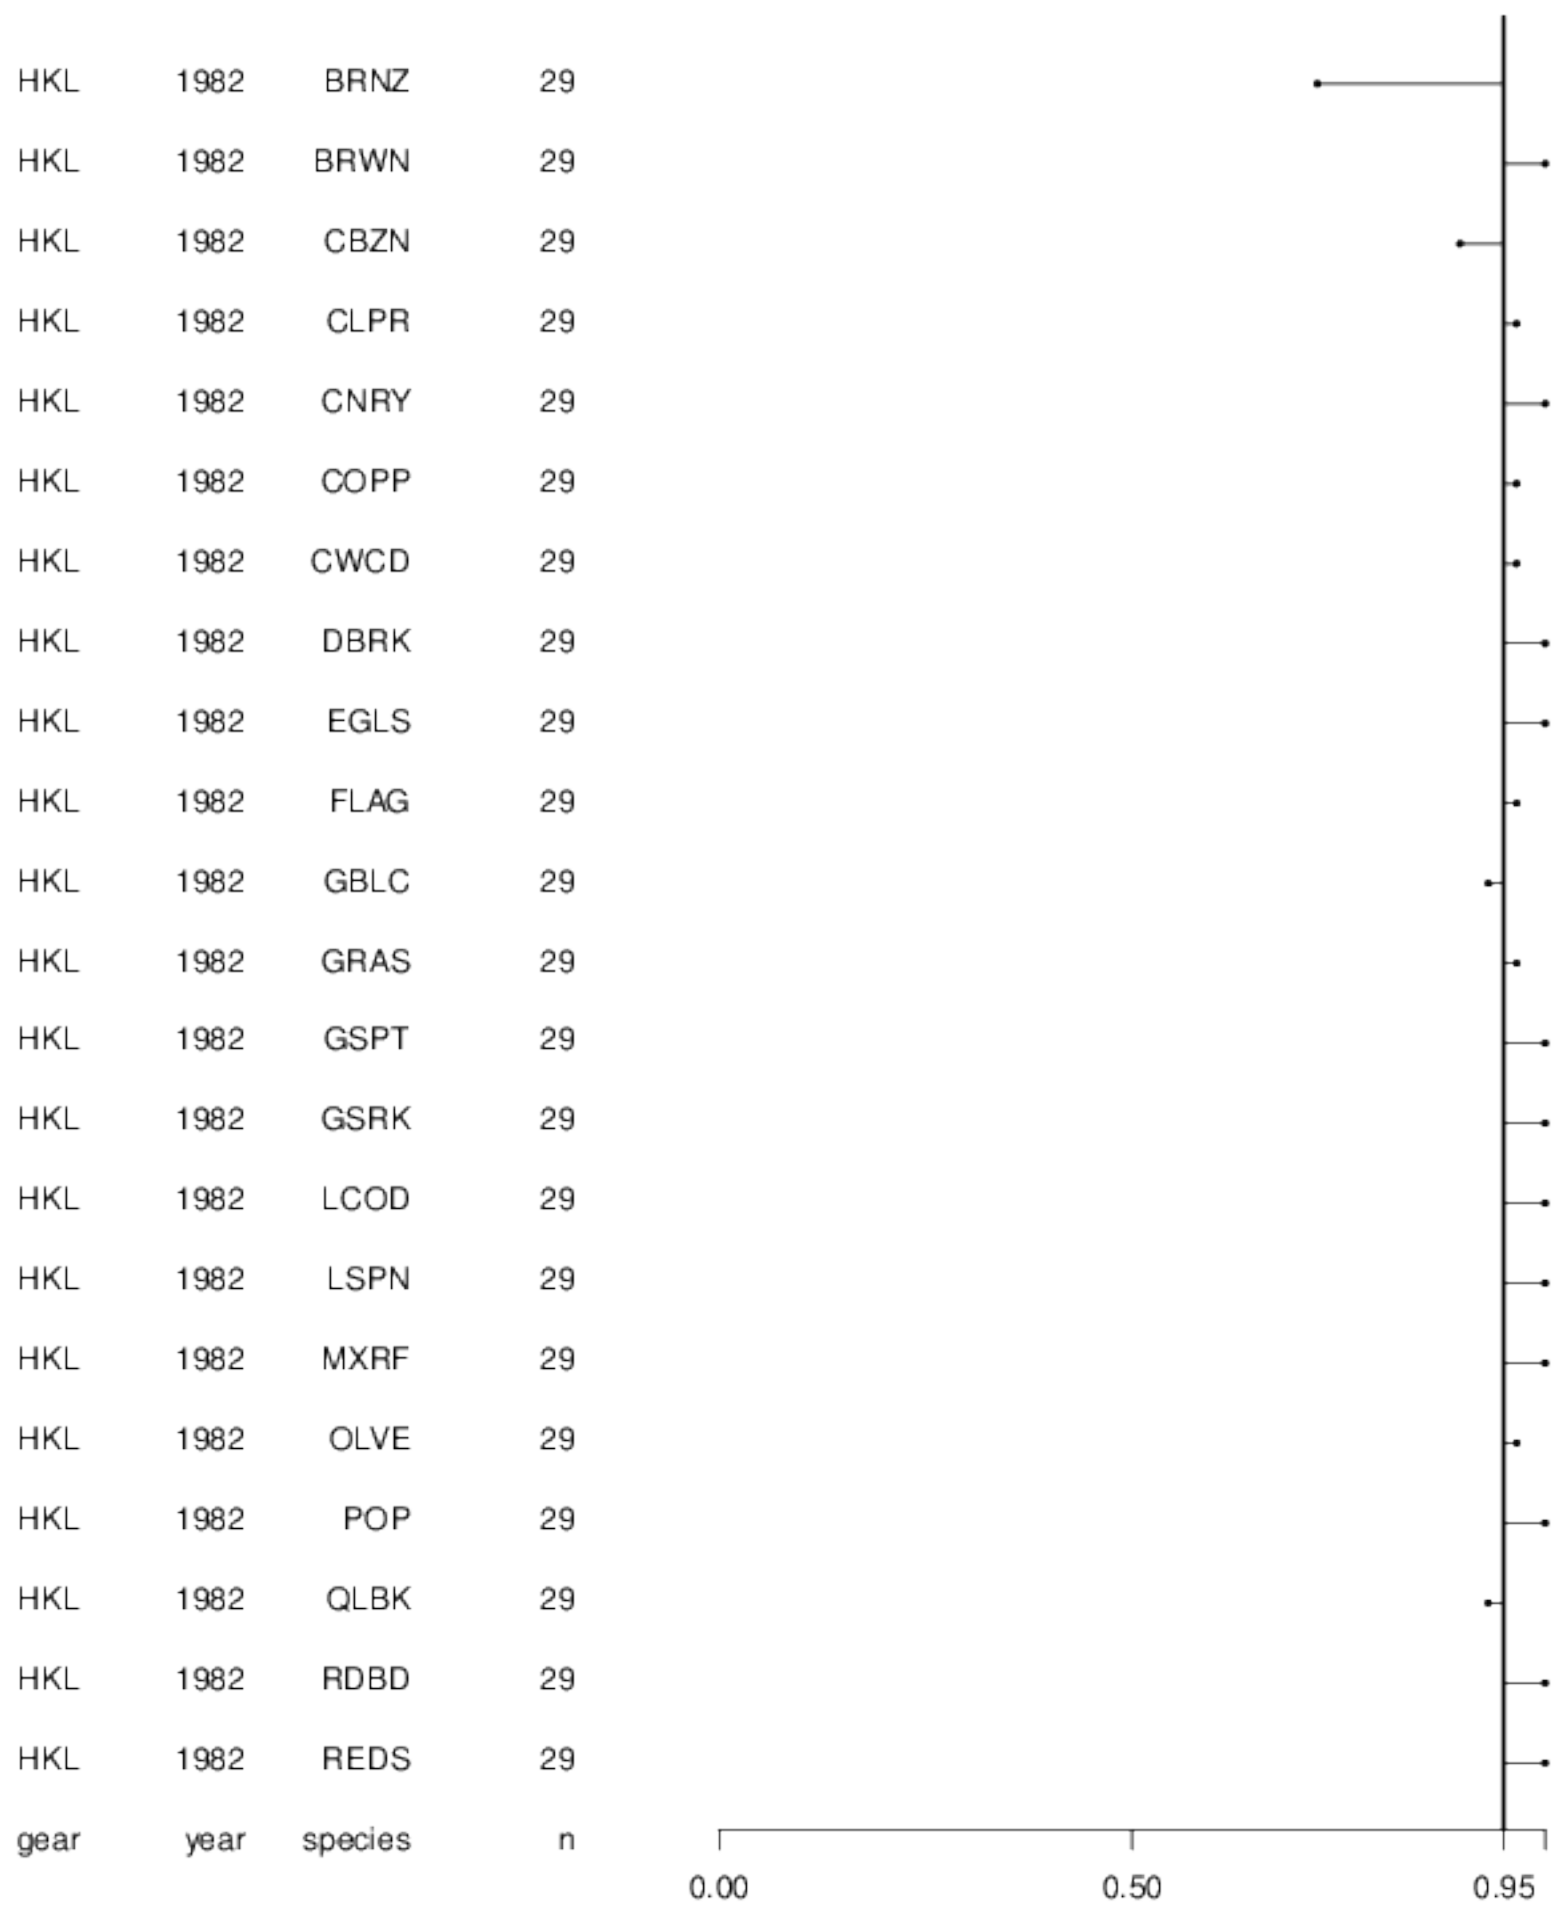 HKL 1982 BRNZ 29
HKL 1982 BRWN 29
HKL 1982 CBZN 29
HKL 1982 CLPR 29
HKL 1982 CNRY 29
HKL 1982 COPP 29
HKL 1982 CWCD 29
HKL 1982 DBRK 29
HKL 1982 EGLS 29
HKL 1982 FLAG 29
HKL 1982 GBLC 29
HKL 1982 GRAS 29
HKL 1982 GSPT 29
HKL 1982 GSRK 29
HKL 1982 LCOD 29
HKL 1982 LSPN 29
HKL 1982 MXRF 29
HKL 1982 OLVE 29
HKL 1982 POP 29
HKL 1982 QLBK 29
HKL 1982 RDBD 29
HKL 1982 REDS 29
gear year species n
0.00 0.50 0.95